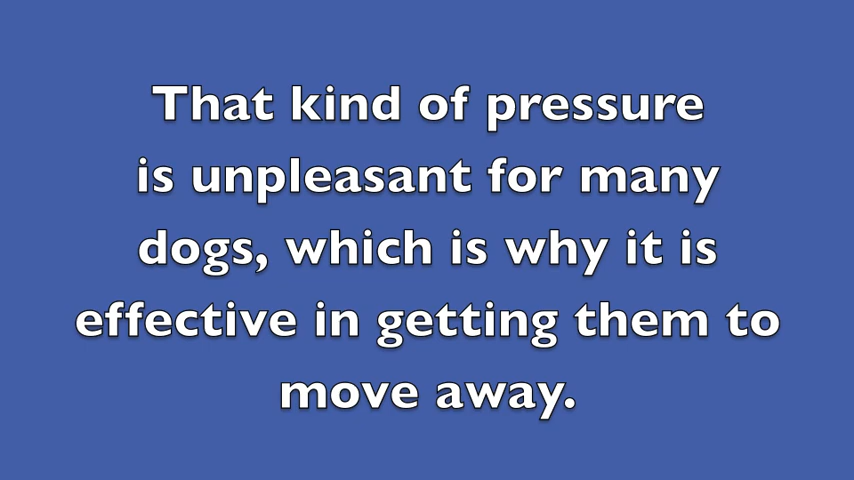 That kind of pressure
is unpleasant for many
dogs, which is why it is
effective in getting them to
move away.